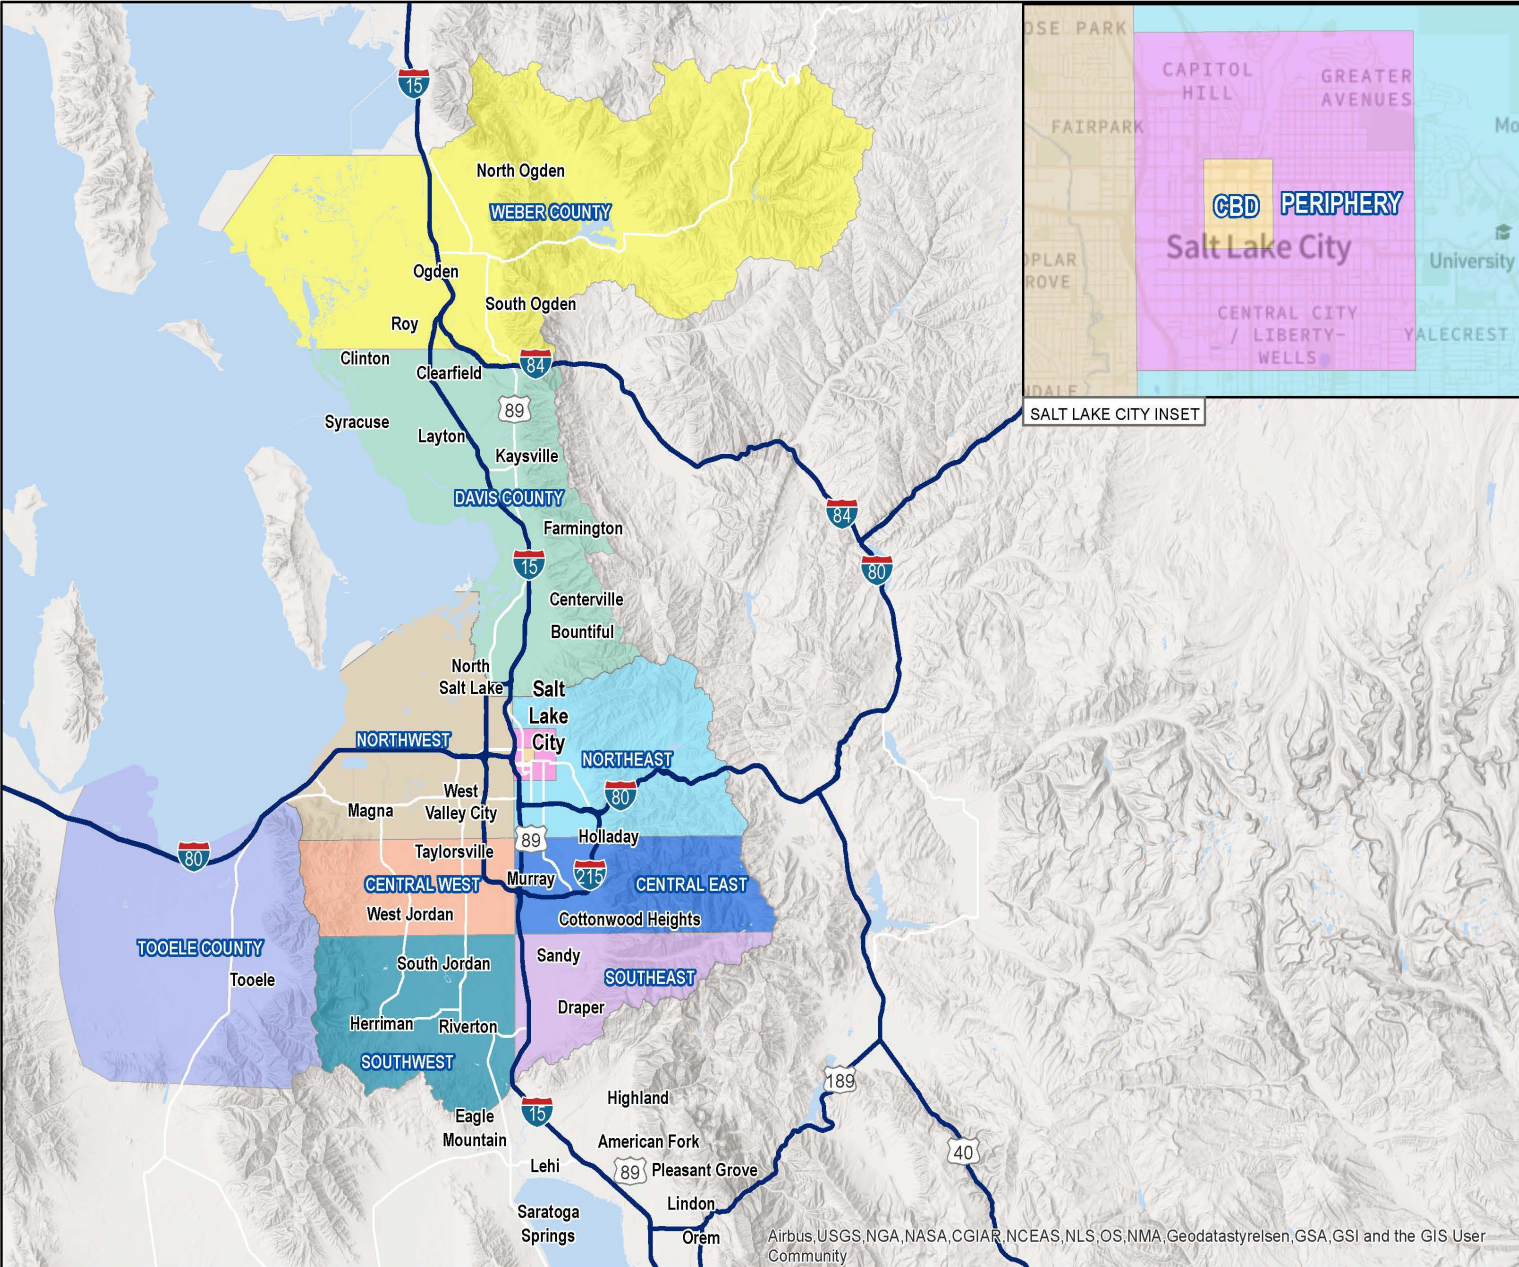 15
OSE PARK
CAPITOL
HILL
GREATER
AVENUES
FAIRPARK
Mo
CBD
PERIPHERY
Salt Lake City
University
OPLAR
ROVE
CENTRAL CITY
/ LIBERTY-
WELLS
YALECREST
NDALE
SALT LAKE CITY INSET
North Ogden
WEBER COUNTY
Ogden
South Ogden
Roy
Clinton
Clearfield
84
89
Syracuse
Layton
Kaysville
DAVIS COUNTY
84
Farmington
15
80
Centerville
Bountiful
North
Salt Lake
Salt
Lake
City
NORTHWEST
NORTHEAST
West
Valley City
80
Magna
89
Holladay
Taylorsville
80
215
Murray
CENTRAL WEST
CENTRAL EAST
West Jordan
Cottonwood Heights
TOOELE COUNTY
Tooele
South Jordan
Sandy
SOUTHEAST
Draper
Herriman
Riverton
SOUTHWEST
189
Highland
15
Eagle
Mountain
American Fork
40
Lehi
89
Pleasant Grove
Lindon
Saratoga
Springs
Orem
Airbus,USGS,NGA,NASA,CGIAR,NCEAS,NLS,OS,NMA,Geodatastyrelsen,GSA,GSI and the GIS User
Community